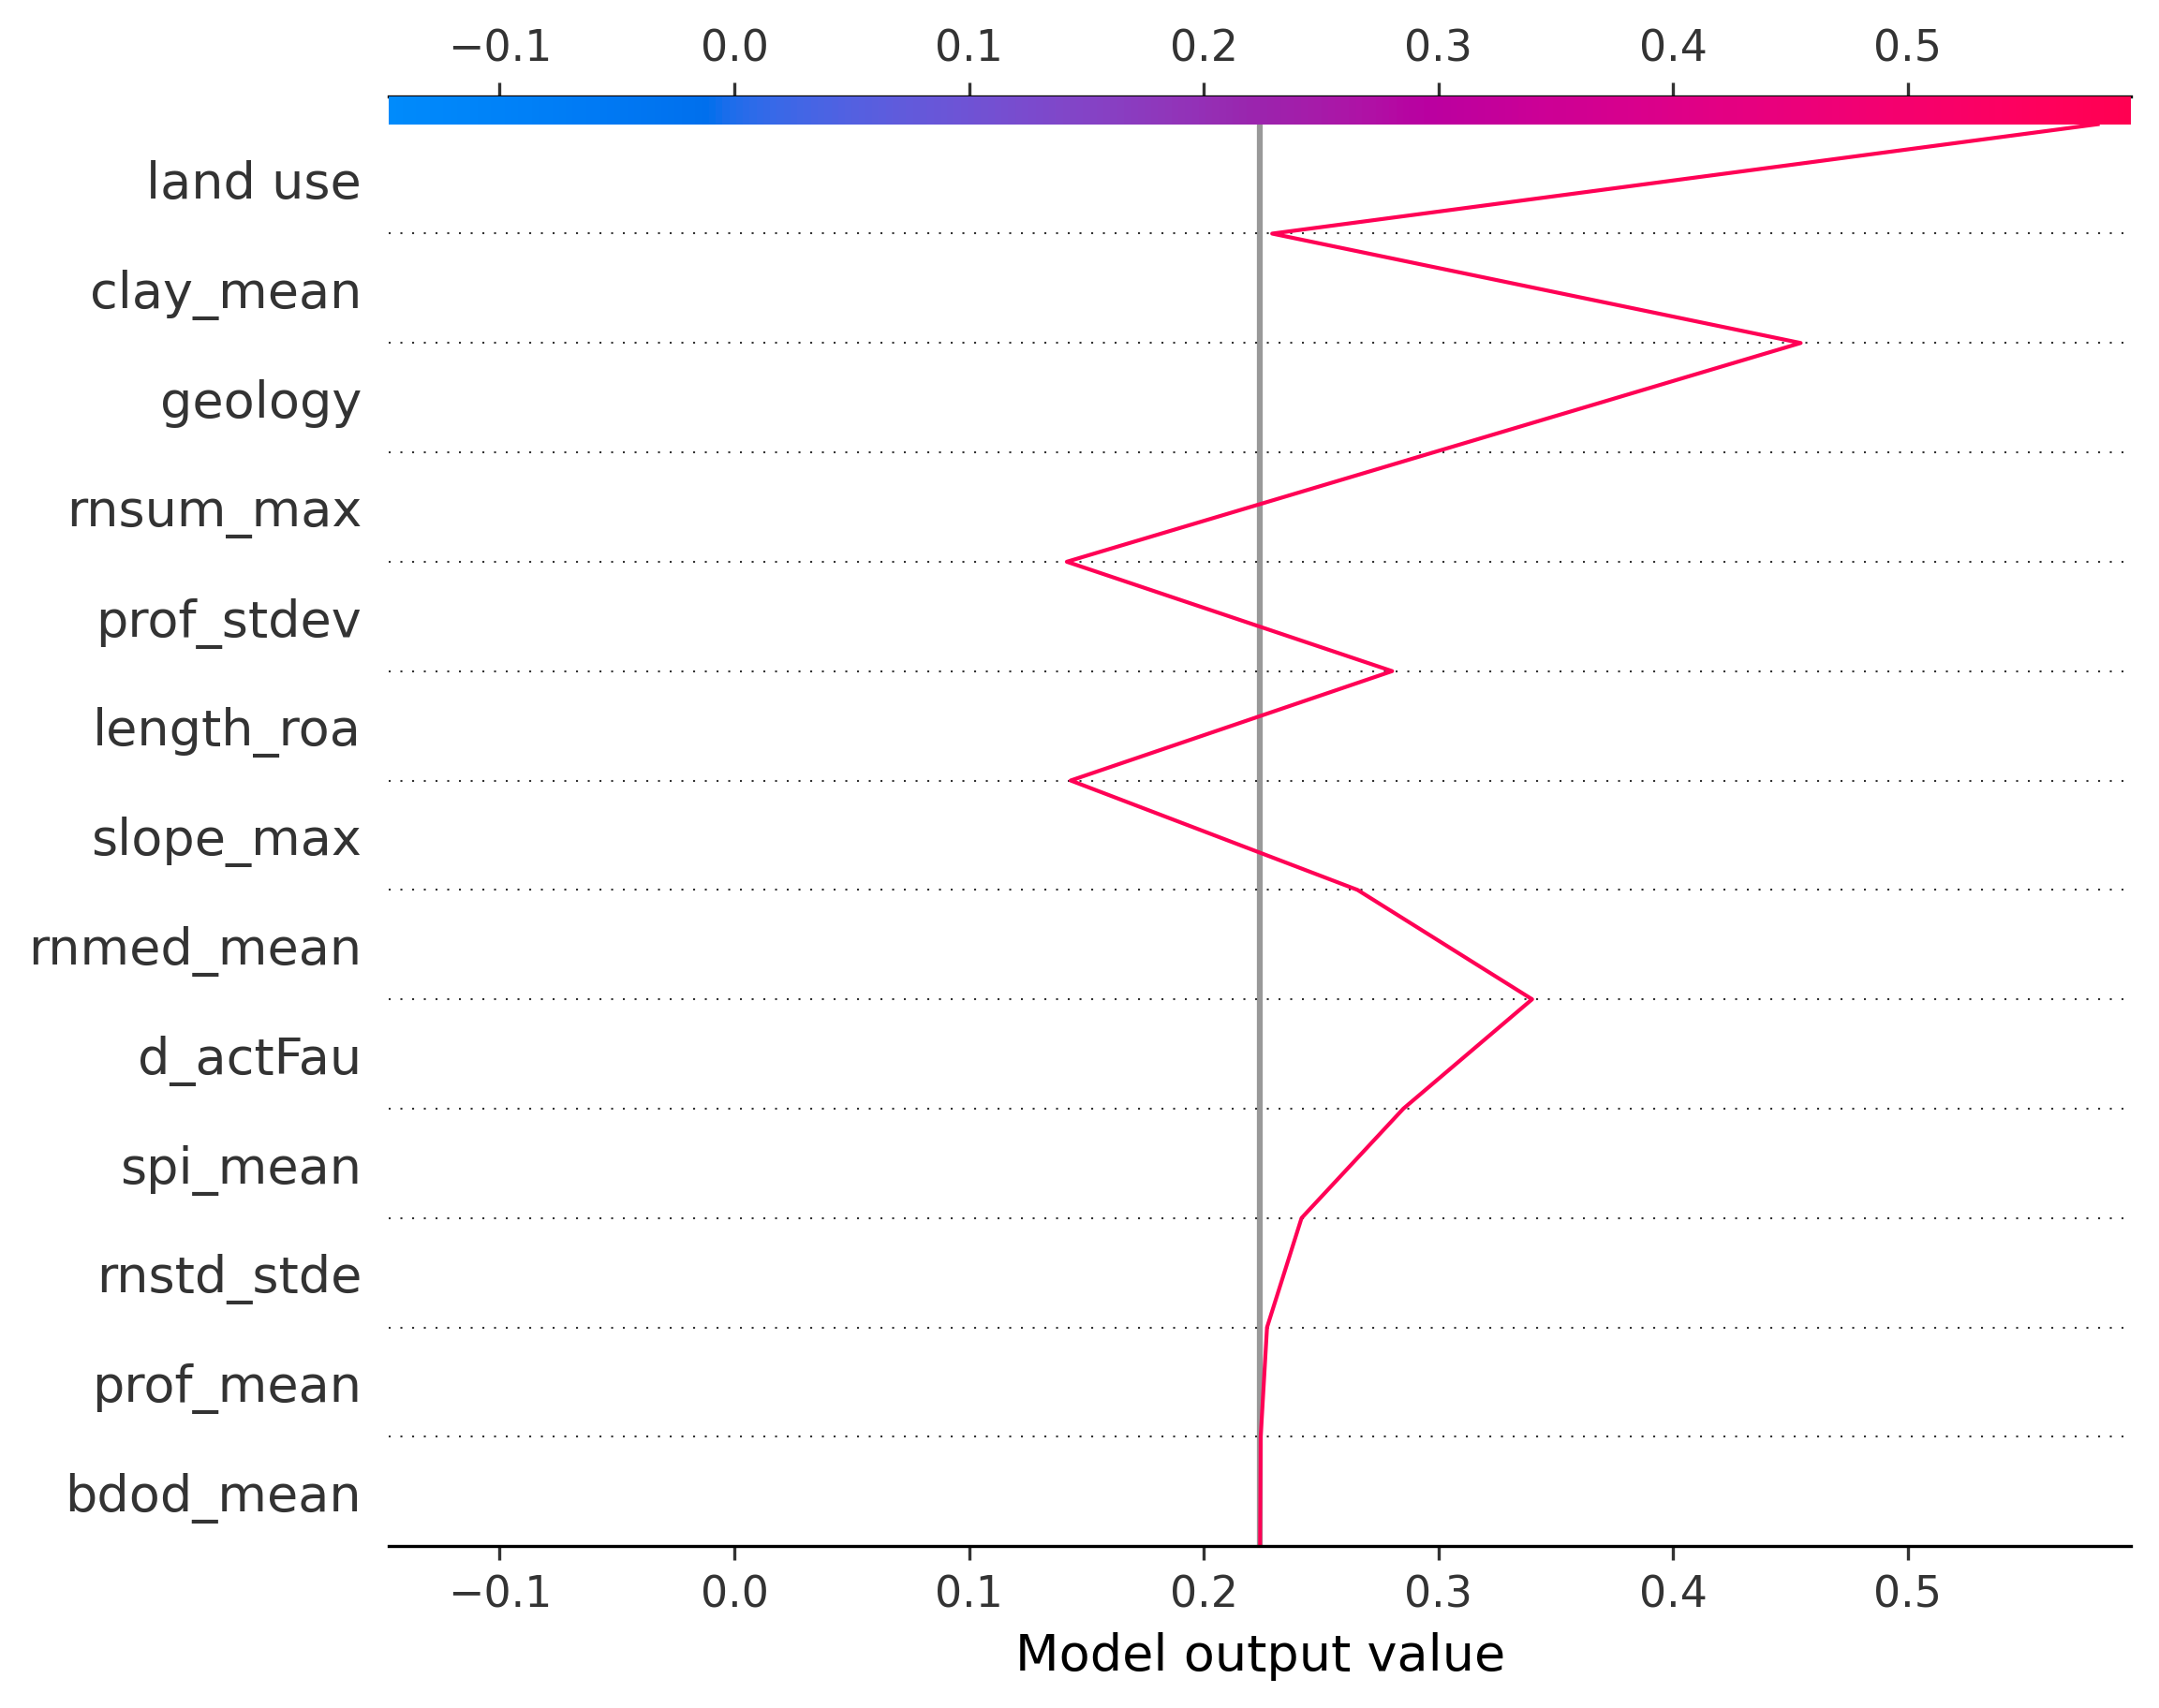 −0.1 0.0 0.1 0.2 0.3 0.4 0.5
land use
clay_mean
geology
rnsum_max
prof_stdev
length_roa
slope_max
rnmed_mean
d_actFau
spi_mean
rnstd_stde
prof_mean
bdod_mean
−0.1 0.0 0.1 0.2 0.3 0.4 0.5
Model output value